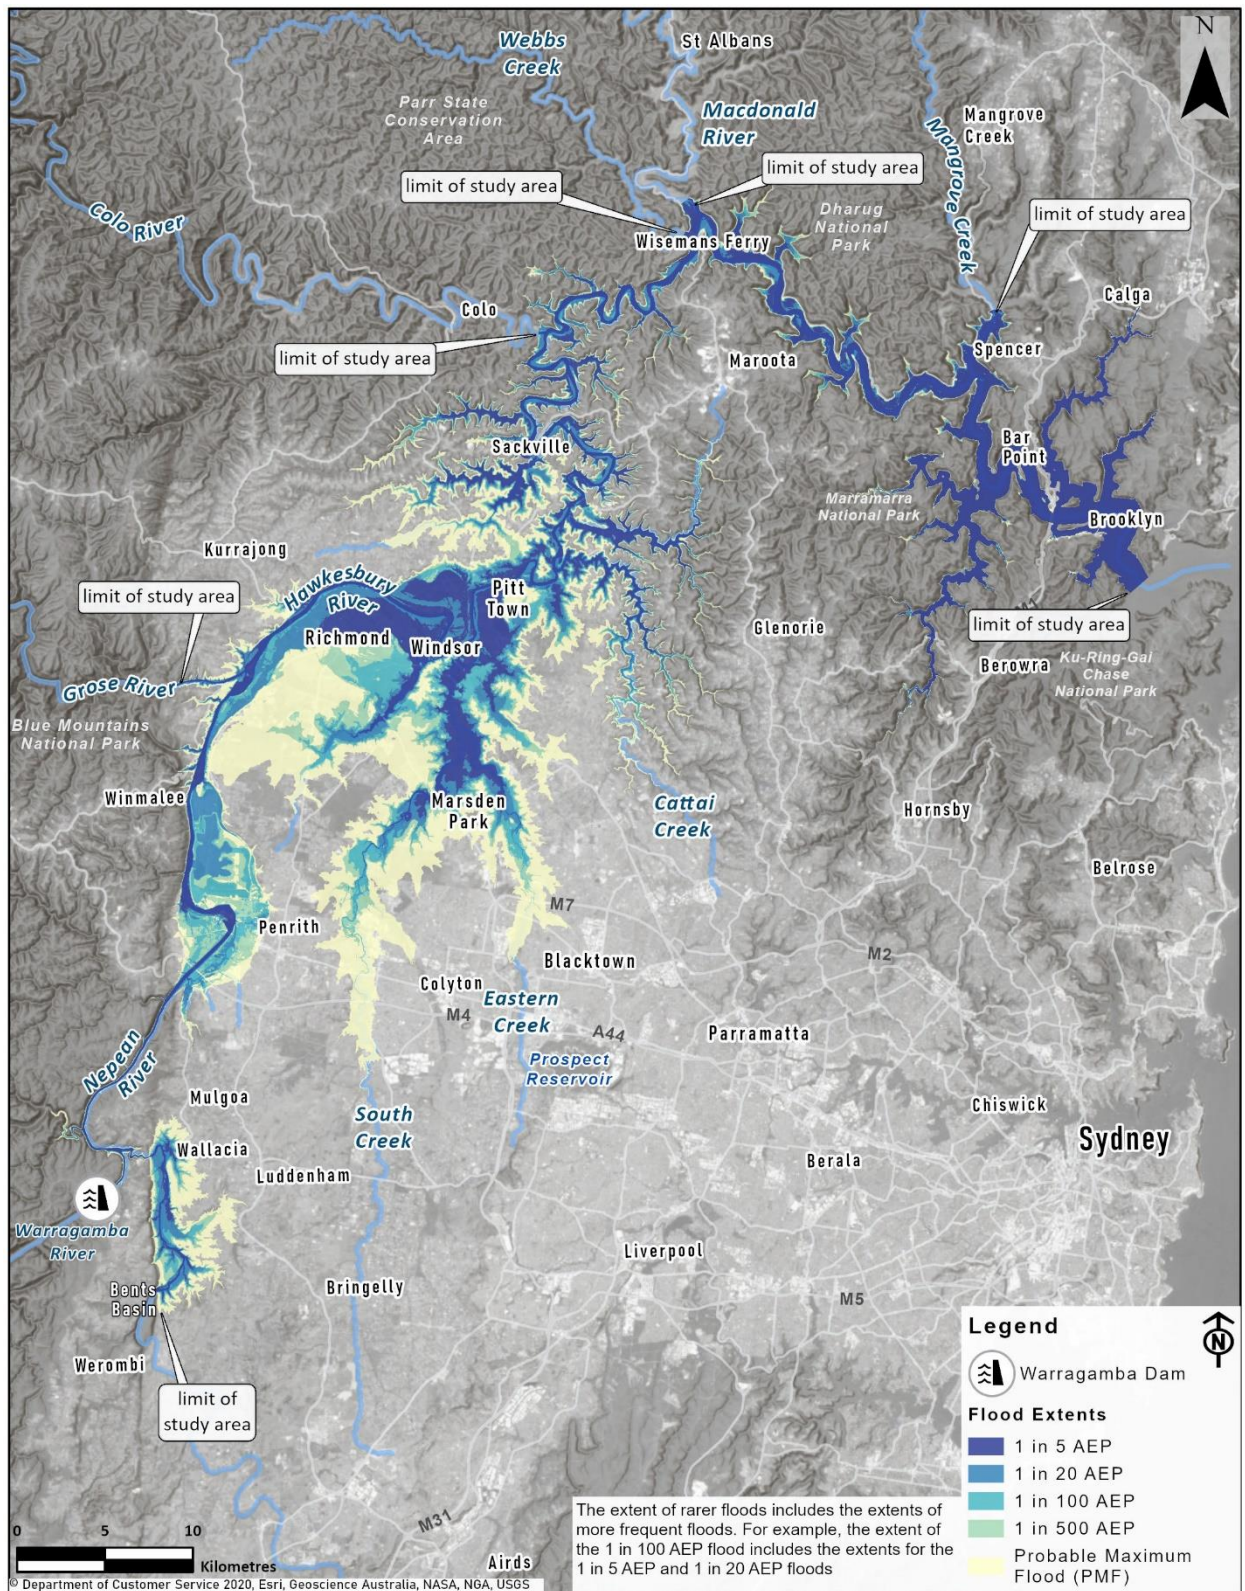 N
Webbs
Creek
St Albans
Parr State
Conservation
Area
Macdonald
River
Mangrove
Creek
Mangrove Creek
limit of study area
limit of study area
Dharug
National
Park
limit of study area
Colo River
Wisemans Ferry
Calga
Colo
limit of study area
Spencer
Maroota
Sackville
Bar
Point
Marramarra
National Park
Brooklyn
Kurrajong
Hawkesbury
River
Pitt
Town
limit of study area
Richmond
Windsor
Glenorie
limit of study area
M1
Berowra
Ku-Ring-Gai
Chase
National Park
Grose River
Blue Mountains
National Park
Winmalee
Marsden
Park
Cattai
Creek
Hornsby
Belrose
M7
Penrith
Blacktown
M2
Colyton
Eastern
Creek
M4
A44
Parramatta
Nepean
River
Prospect
Reservoir
Mulgoa
South
Creek
Chiswick
Sydney
Wallacia
Luddenham
Berala
Warragamba
River
Liverpool
Bents
Basin
Bringelly
M5
Werombi
limit of
study area
M31
Airds
Legend
N
Warragamba Dam
Flood Extents
1 in 5 AEP
1 in 20 AEP
1 in 100 AEP
1 in 500 AEP
Probable Maximum
Flood (PMF)
The extent of rarer floods includes the extents of
more frequent floods. For example, the extent of
the 1 in 100 AEP flood includes the extents for the
1 in 5 AEP and 1 in 20 AEP floods
0 5 10
Kilometres
© Department of Customer Service 2020, Esri, Geoscience Australia, NASA, NGA, USGS